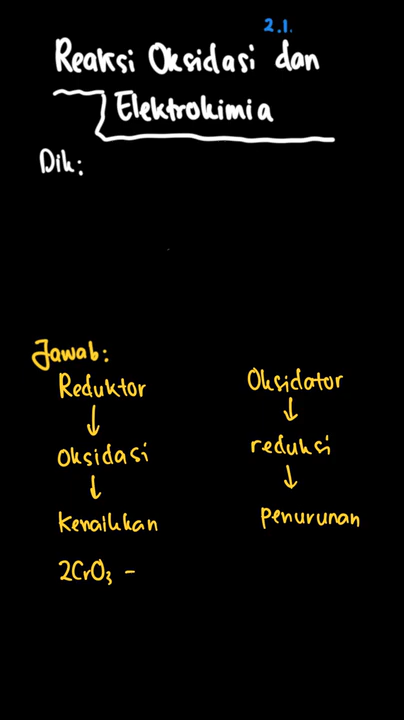 2.1.
Reaksi Oksidasi dan
Elektrokimia
Dik:
Jawab:
Reduktor Oksidator
↓ ↓
Oksidasi reduksi
↓ ↓
Kenaikkan Penurunan
2CrO₃ -